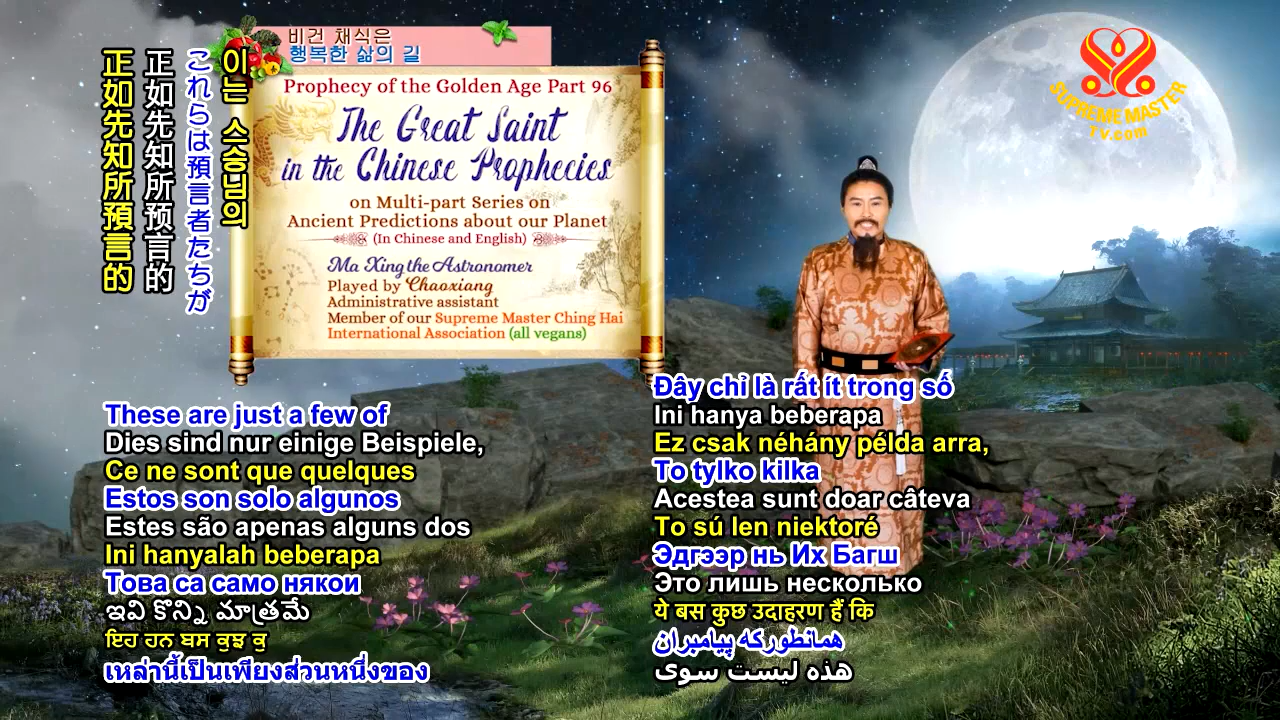 비건 채식은
행복한 삶의 길
SUPREME MASTER
TV.com
Prophecy of the Golden Age Part 96
The Great Saint
in the Chinese Prophecies
on Multi-part Series on
Ancient Predictions about our Planet
(In Chinese and English)
Ma Xing the Astronomer
Played by Chaoxiang
Administrative assistant
Member of our Supreme Master Ching Hai
International Association (all vegans)
이는 스승님의
これらは預言者たちが
正如先知所预言的
正如先知所預言的
These are just a few of
Dies sind nur einige Beispiele,
Ce ne sont que quelques
Estos son solo algunos
Estes são apenas alguns dos
Ini hanyalah beberapa
Това са само някои
ఇవి కొన్ని మాత్రమే
ਇਹ ਹਨ ਬਸ ਕੁਝ ਕੁ
เหล่านี้เป็นเพียงส่วนหนึ่งของ
Đây chỉ là rất ít trong số
Ini hanya beberapa
Ez csak néhány példa arra,
To tylko kilka
Acestea sunt doar câteva
To sú len niektoré
Эдгээр нь Их Багш
Это лишь несколько
ये बस कुछ उदाहरण हैं कि
همانطورکه پیامبران
هذه ليست سوى